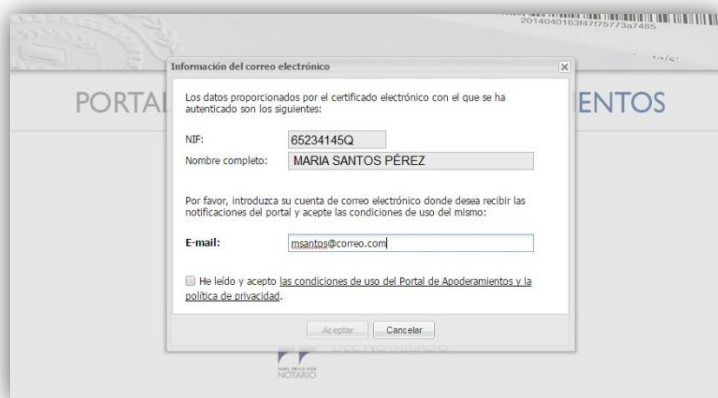 Información del correo electrónico
PORTAL
ENTOS
Los datos proporcionados por el certificado electrónico con el que se ha
autenticado son los siguientes:
NIF: 65234145Q
Nombre completo: MARIA SANTOS PÉREZ
Por favor, introduzca su cuenta de correo electrónico donde desea recibir las
notificaciones del portal y acepte las condiciones de uso del mismo:
E-mail: msantos@correo.com
He leído y acepto las condiciones de uso del Portal de Apoderamientos y la
política de privacidad.
Aceptar Cancelar
NOTARIO